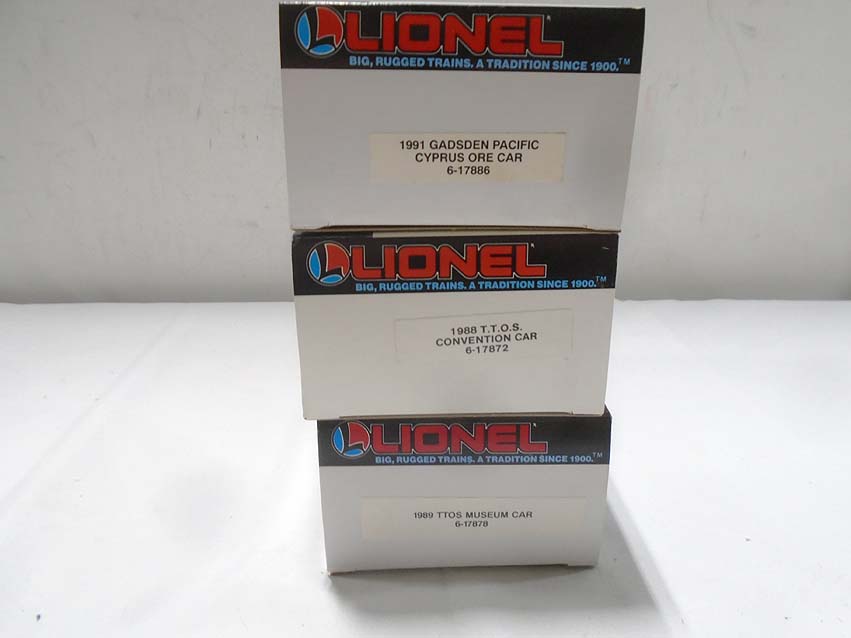 LIONEL
BIG, RUGGED TRAINS. A TRADITION SINCE 1900.™
1991 GADSDEN PACIFIC
CYPRUS ORE CAR
6-17886
LIONEL
BIG, RUGGED TRAINS. A TRADITION SINCE 1900.™
1988 T.T.O.S.
CONVENTION CAR
6-17872
LIONEL
BIG, RUGGED TRAINS. A TRADITION SINCE 1900.™
1989 TTOS MUSEUM CAR
6-17878